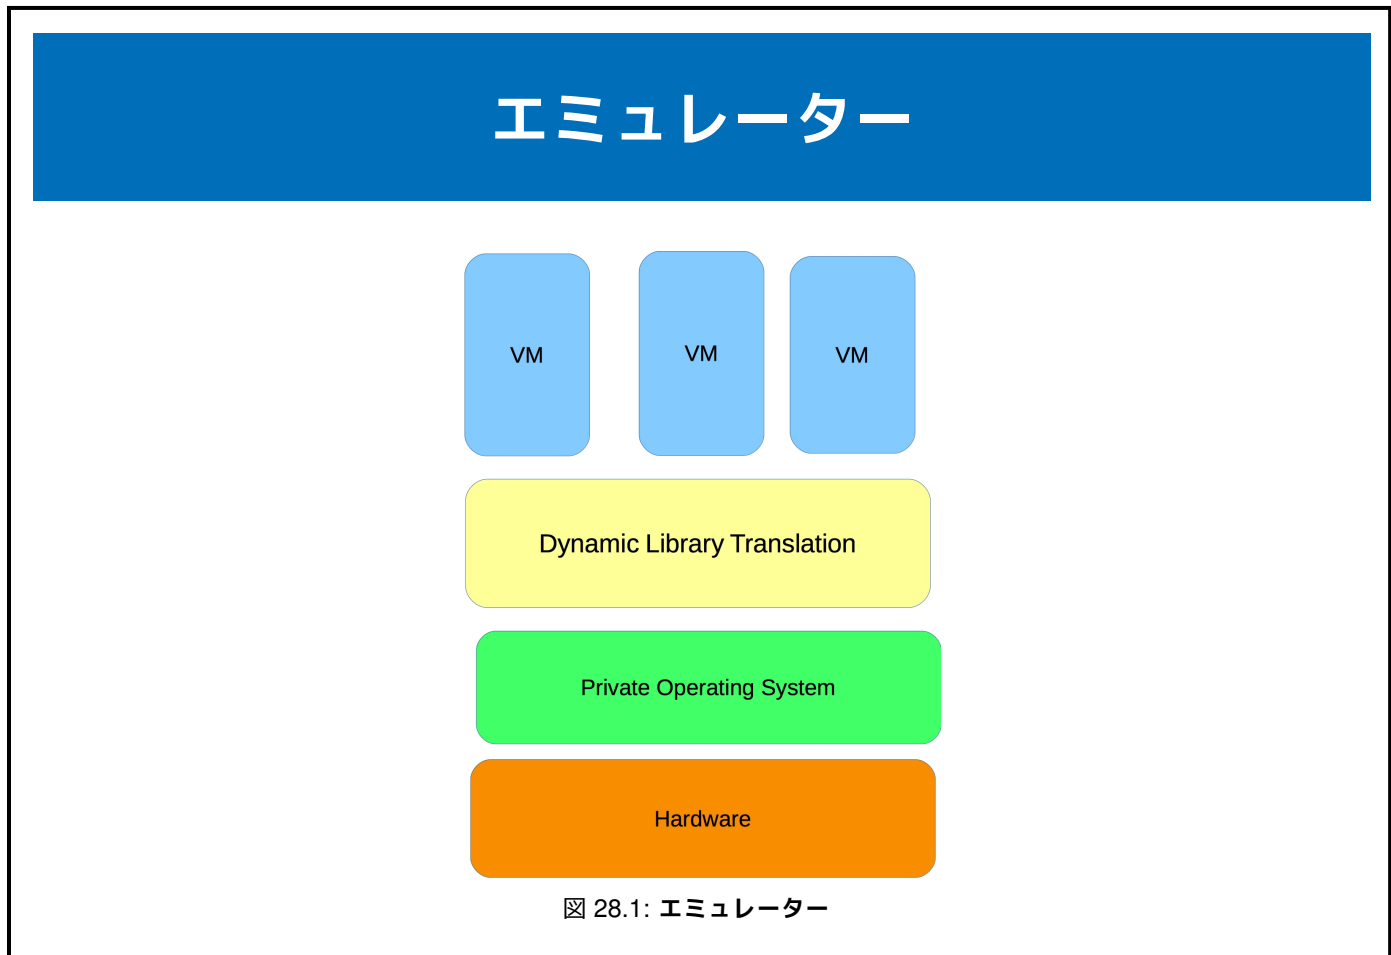 エミュレーター
VM VM VM
Dynamic Library Translation
Private Operating System
Hardware
図 28.1: エミュレーター